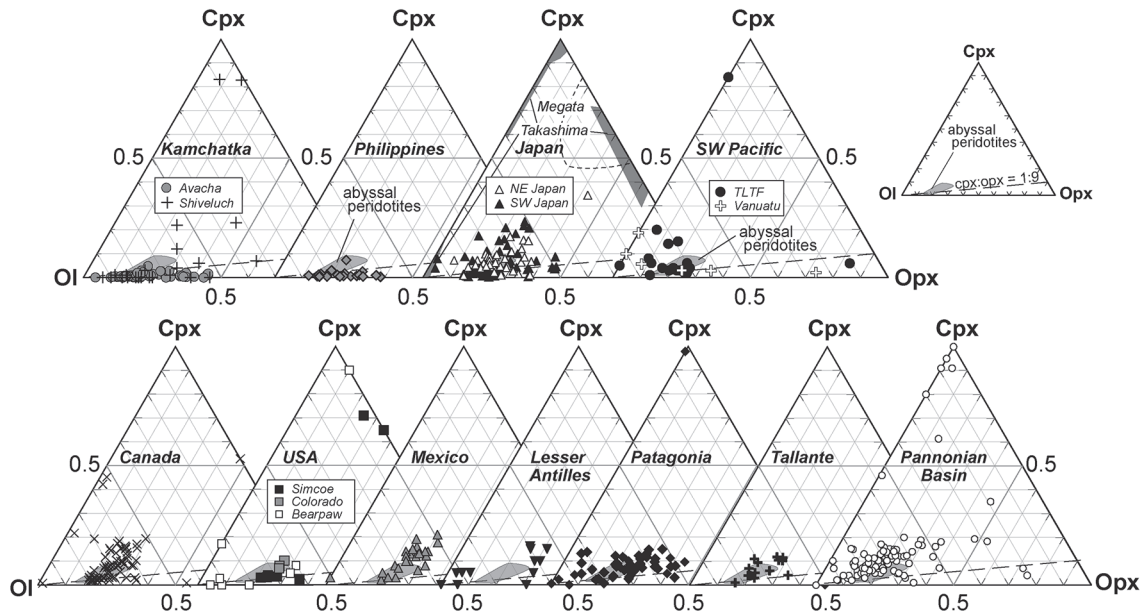 Cpx Cpx Cpx Cpx
Cpx
Megata
Takashima
Kamchatka Philippines Japan SW Pacific
0.5 0.5 0.5 0.5
abyssal
peridotites
cpx:opx = 1:9
Ol Opx
Avacha
Shiveluch
abyssal
peridotites
NE Japan
SW Japan
TLTF
Vanuatu
abyssal
peridotites
Ol Opx
0.5 0.5 0.5 0.5
Cpx Cpx Cpx Cpx Cpx Cpx Cpx
Canada USA Mexico Lesser
Antilles
Patagonia Tallante Pannonian
Basin
0.5 0.5
Simcoe
Colorado
Bearpaw
Ol Opx
0.5 0.5 0.5 0.5 0.5 0.5 0.5